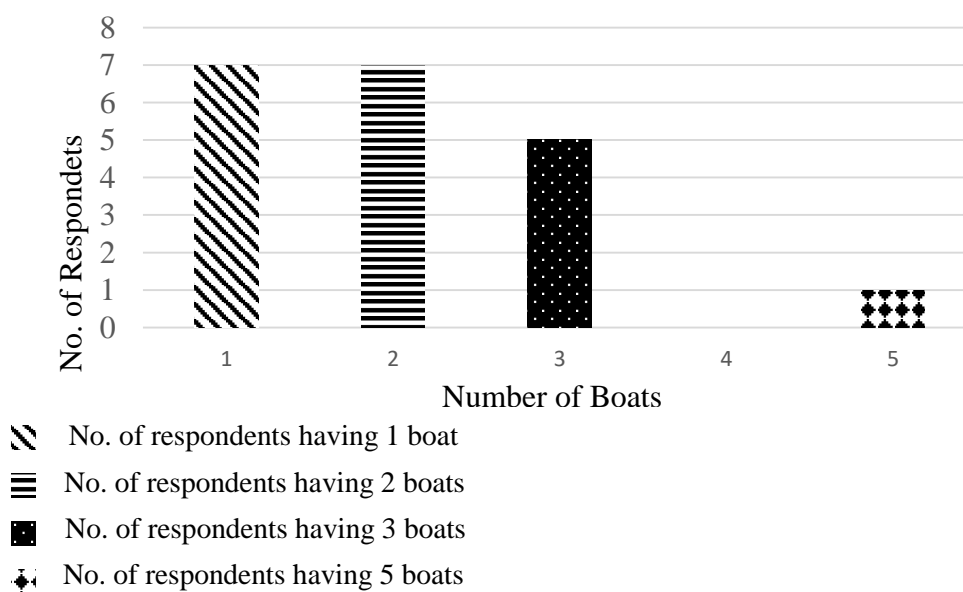 8
7
6
5
4
3
2
1
0
No. of Respondets
1 2 3 4 5
Number of Boats
No. of respondents having 1 boat
No. of respondents having 2 boats
No. of respondents having 3 boats
No. of respondents having 5 boats